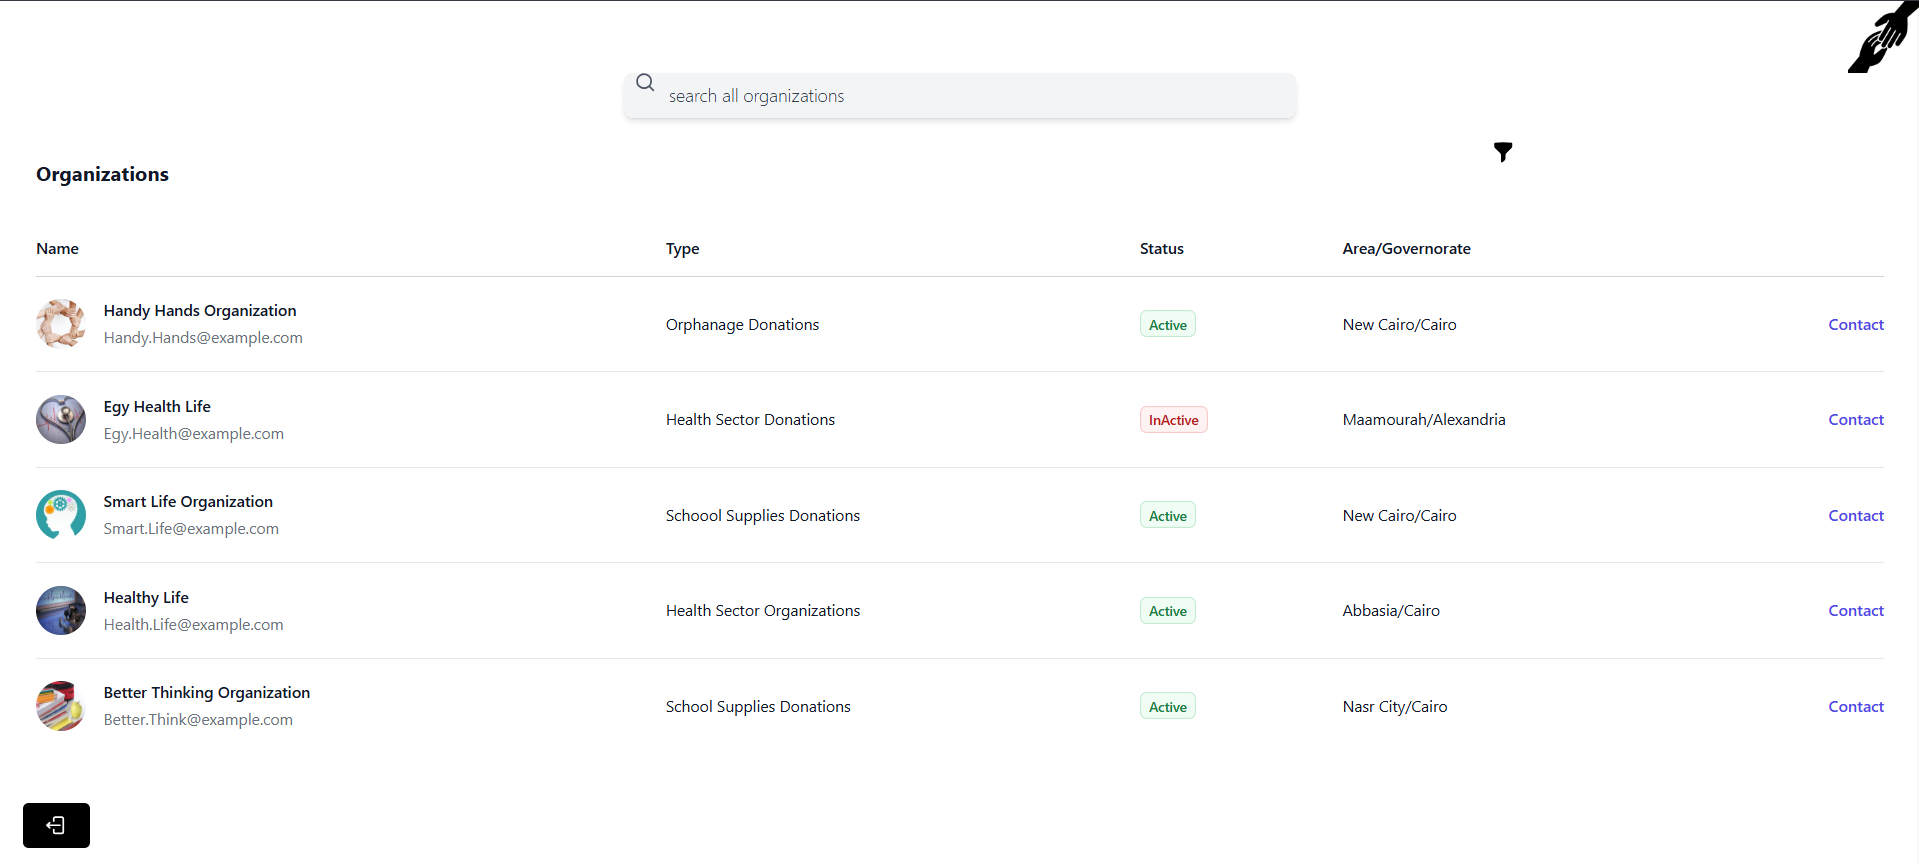 search all organizations
Organizations
Name Type Status Area/Governorate
Handy Hands Organization
Handy.Hands@example.com
Orphanage Donations Active New Cairo/Cairo Contact
Egy Health Life
Egy.Health@example.com
Health Sector Donations InActive Maamourah/Alexandria Contact
Smart Life Organization
Smart.Life@example.com
Schoool Supplies Donations Active New Cairo/Cairo Contact
Healthy Life
Health.Life@example.com
Health Sector Organizations Active Abbasia/Cairo Contact
Better Thinking Organization
Better.Think@example.com
School Supplies Donations Active Nasr City/Cairo Contact